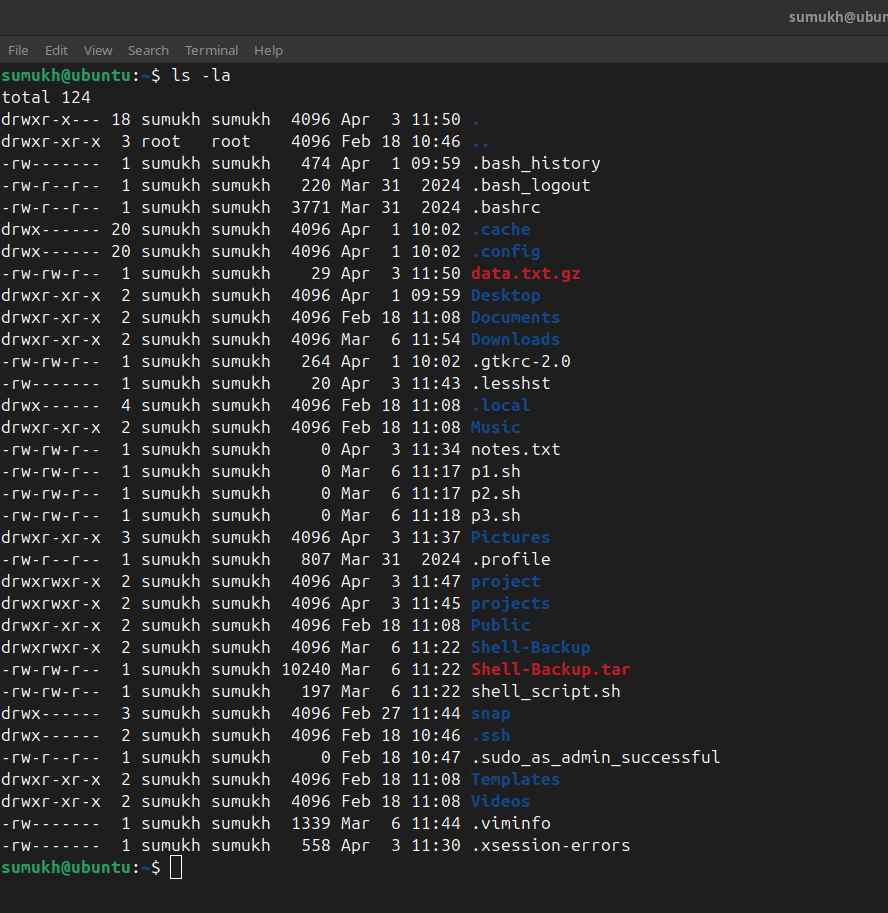 sumukh@ubun
File Edit View Search Terminal Help
sumukh@ubuntu:~$ ls -la
total 124
drwxr-x--- 18 sumukh sumukh  4096 Apr  3 11:50 .
drwxr-xr-x  3 root   root    4096 Feb 18 10:46 ..
-rw-------  1 sumukh sumukh   474 Apr  1 09:59 .bash_history
-rw-r--r--  1 sumukh sumukh   220 Mar 31  2024 .bash_logout
-rw-r--r--  1 sumukh sumukh  3771 Mar 31  2024 .bashrc
drwx------ 20 sumukh sumukh  4096 Apr  1 10:02 .cache
drwx------ 20 sumukh sumukh  4096 Apr  1 10:02 .config
-rw-rw-r--  1 sumukh sumukh    29 Apr  3 11:50 data.txt.gz
drwxr-xr-x  2 sumukh sumukh  4096 Apr  1 09:59 Desktop
drwxr-xr-x  2 sumukh sumukh  4096 Feb 18 11:08 Documents
drwxr-xr-x  2 sumukh sumukh  4096 Mar  6 11:54 Downloads
-rw-rw-r--  1 sumukh sumukh   264 Apr  1 10:02 .gtkrc-2.0
-rw-------  1 sumukh sumukh    20 Apr  3 11:43 .lesshst
drwx------  4 sumukh sumukh  4096 Feb 18 11:08 .local
drwxr-xr-x  2 sumukh sumukh  4096 Feb 18 11:08 Music
-rw-rw-r--  1 sumukh sumukh     0 Apr  3 11:34 notes.txt
-rw-rw-r--  1 sumukh sumukh     0 Mar  6 11:17 p1.sh
-rw-rw-r--  1 sumukh sumukh     0 Mar  6 11:17 p2.sh
-rw-rw-r--  1 sumukh sumukh     0 Mar  6 11:18 p3.sh
drwxr-xr-x  3 sumukh sumukh  4096 Apr  3 11:37 Pictures
-rw-r--r--  1 sumukh sumukh   807 Mar 31  2024 .profile
drwxrwxr-x  2 sumukh sumukh  4096 Apr  3 11:47 project
drwxrwxr-x  2 sumukh sumukh  4096 Apr  3 11:45 projects
drwxr-xr-x  2 sumukh sumukh  4096 Feb 18 11:08 Public
drwxrwxr-x  2 sumukh sumukh  4096 Mar  6 11:22 Shell-Backup
-rw-rw-r--  1 sumukh sumukh 10240 Mar  6 11:22 Shell-Backup.tar
-rw-rw-r--  1 sumukh sumukh   197 Mar  6 11:22 shell_script.sh
drwx------  3 sumukh sumukh  4096 Feb 27 11:44 snap
drwx------  2 sumukh sumukh  4096 Feb 18 10:46 .ssh
-rw-r--r--  1 sumukh sumukh     0 Feb 18 10:47 .sudo_as_admin_successful
drwxr-xr-x  2 sumukh sumukh  4096 Feb 18 11:08 Templates
drwxr-xr-x  2 sumukh sumukh  4096 Feb 18 11:08 Videos
-rw-------  1 sumukh sumukh  1339 Mar  6 11:44 .viminfo
-rw-------  1 sumukh sumukh   558 Apr  3 11:30 .xsession-errors
sumukh@ubuntu:~$